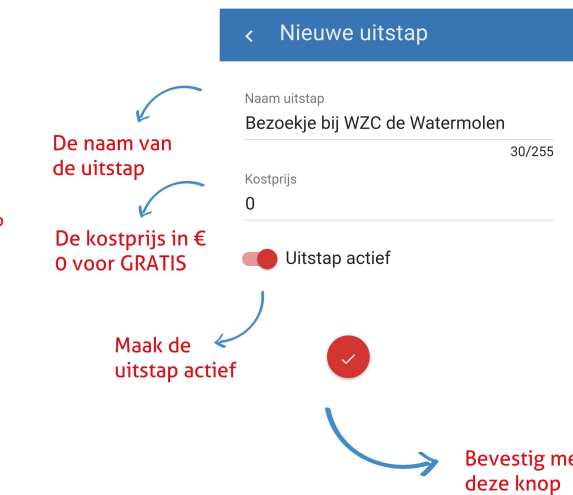 Nieuwe uitstap
Naam uitstap
Bezoekje bij WZC de Watermolen
30/255
De naam van
de uitstap
Kostprijs
0
De kostprijs in €
0 voor GRATIS
Uitstap actief
Maak de
uitstap actief
Bevestig
deze knop